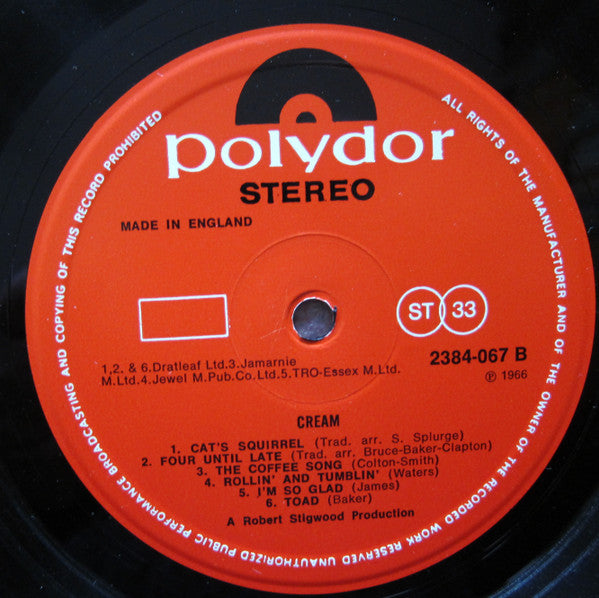 polydor
STEREO
MADE IN ENGLAND
ST 33
2384-067 B
℗ 1966
1,2. & 6.Dratleaf Ltd.3.Jamarnie
M.Ltd.4.Jewel M.Pub.Co.Ltd.5.TRO-Essex M.Ltd.
CREAM
1. CAT'S SQUIRREL (Trad. arr. S. Splurge)
2. FOUR UNTIL LATE (Trad. arr. Bruce-Baker-Clapton)
3. THE COFFEE SONG (Colton-Smith)
4. ROLLIN' AND TUMBLIN' (Waters)
5. I'M SO GLAD (James)
6. TOAD (Baker)
A Robert Stigwood Production
ALL RIGHTS OF THE MANUFACTURER AND OF THE OWNER OF THE RECORDED WORK RESERVED UNAUTHORIZED PUBLIC PERFORMANCE BROADCASTING AND COPYING OF THIS RECORD PROHIBITED